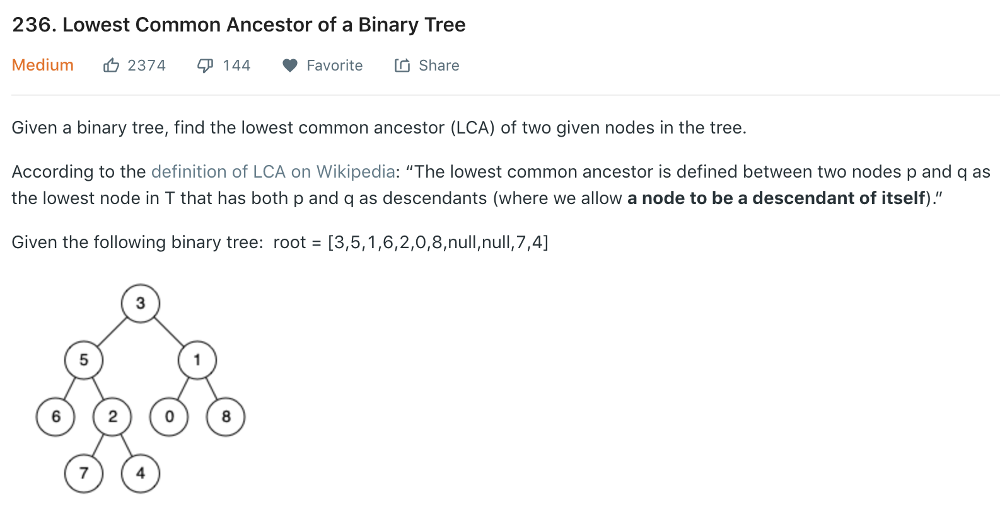 236. Lowest Common Ancestor of a Binary Tree
Medium 2374 144 Favorite Share
Given a binary tree, find the lowest common ancestor (LCA) of two given nodes in the tree.
According to the definition of LCA on Wikipedia: “The lowest common ancestor is defined between two nodes p and q as
the lowest node in T that has both p and q as descendants (where we allow a node to be a descendant of itself).”
Given the following binary tree:  root = [3,5,1,6,2,0,8,null,null,7,4]
3
5 1
6 2 0 8
7 4